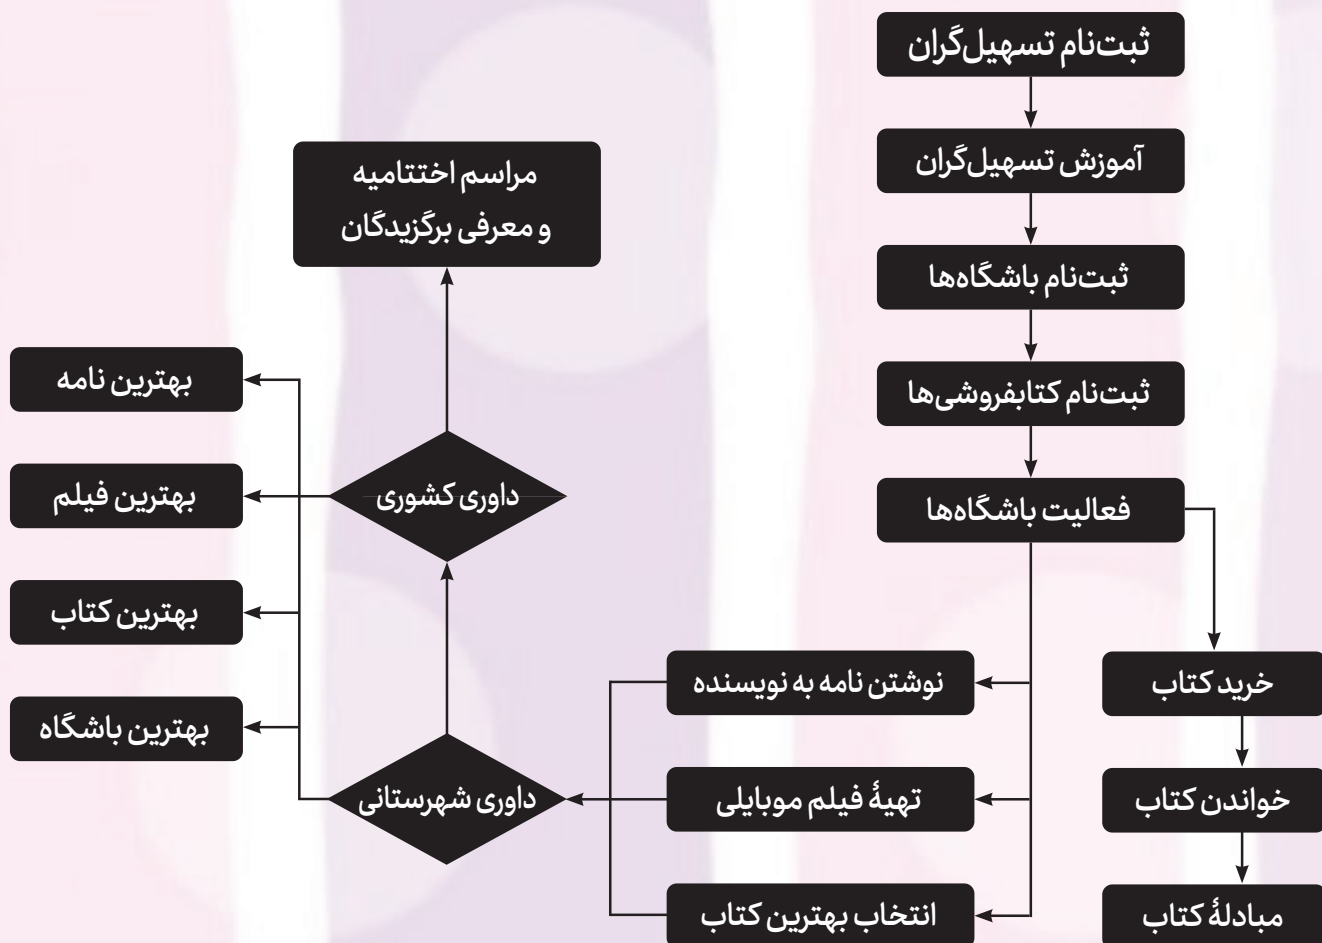 ثبت‌نام تسهیل‌گران
آموزش تسهیل‌گران
ثبت‌نام باشگاه‌ها
ثبت‌نام کتابفروشی‌ها
فعالیت باشگاه‌ها
خرید کتاب
خواندن کتاب
مبادلهٔ کتاب
نوشتن نامه به نویسنده
تهیهٔ فیلم موبایلی
انتخاب بهترین کتاب
داوری شهرستانی
داوری کشوری
مراسم اختتامیه
و معرفی برگزیدگان
بهترین نامه
بهترین فیلم
بهترین کتاب
بهترین باشگاه